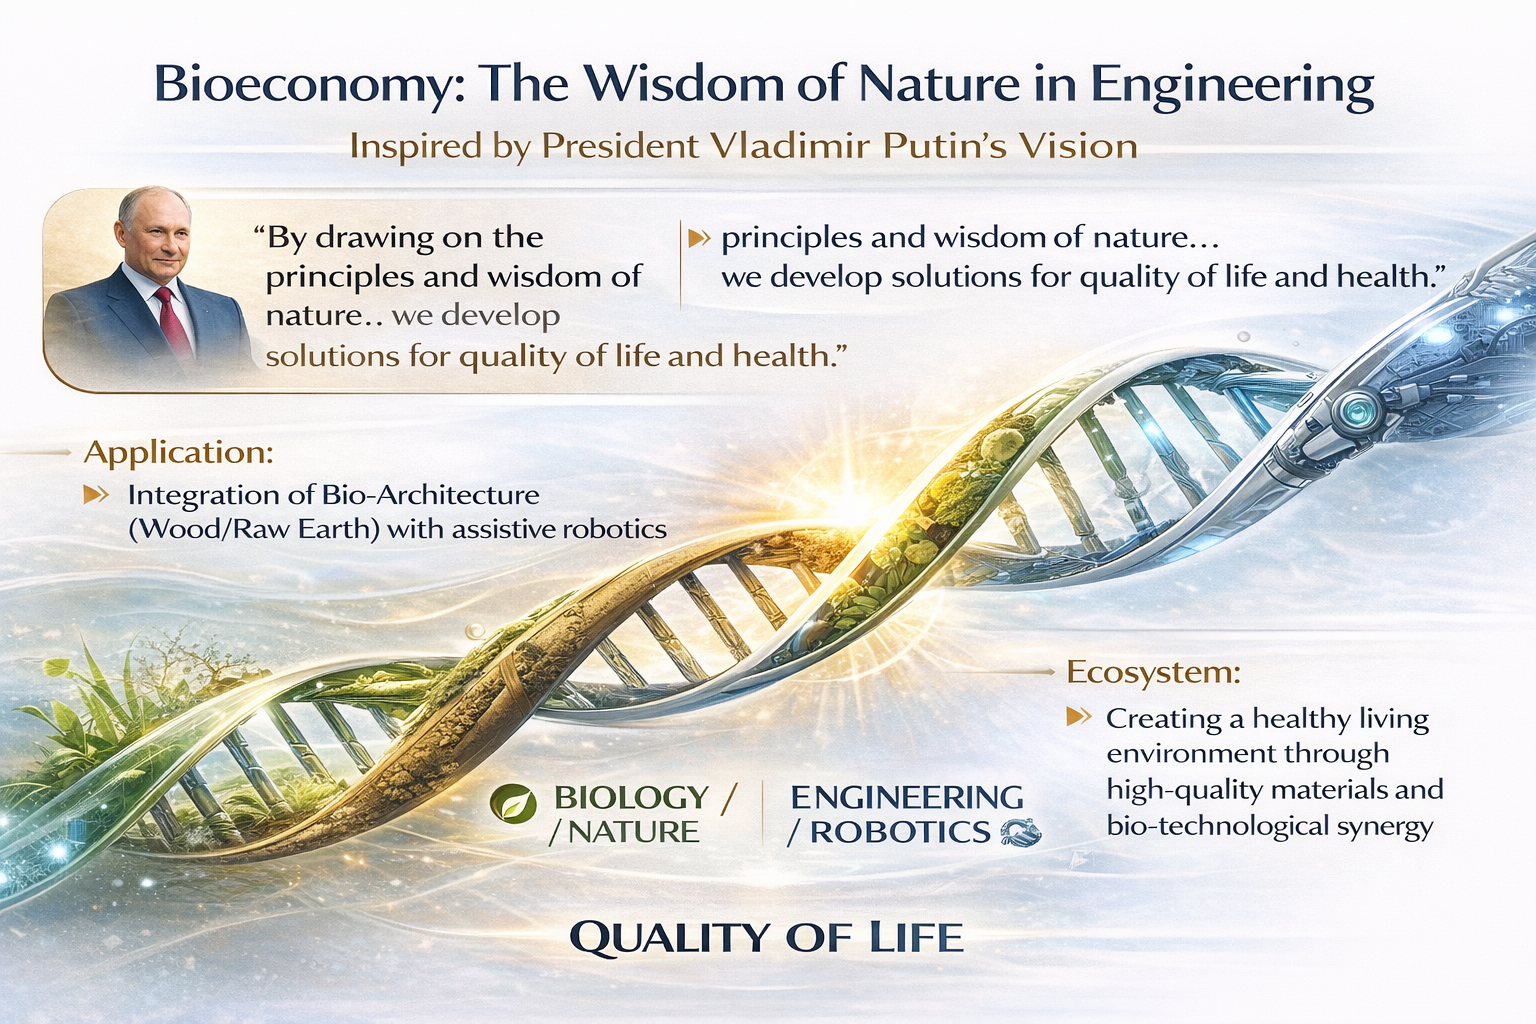 Bioeconomy: The Wisdom of Nature in Engineering
Inspired by President Vladimir Putin's Vision
“By drawing on the
principles and wisdom of
nature.. we develop
solutions for quality of life and health.”
principles and wisdom of nature...
we develop solutions for quality of life and health.”
Application:
Integration of Bio-Architecture
(Wood/Raw Earth) with assistive robotics
Ecosystem:
Creating a healthy living
environment through
high-quality materials and
bio-technological synergy
BIOLOGY /
/ NATURE
ENGINEERING
/ ROBOTICS
QUALITY OF LIFE